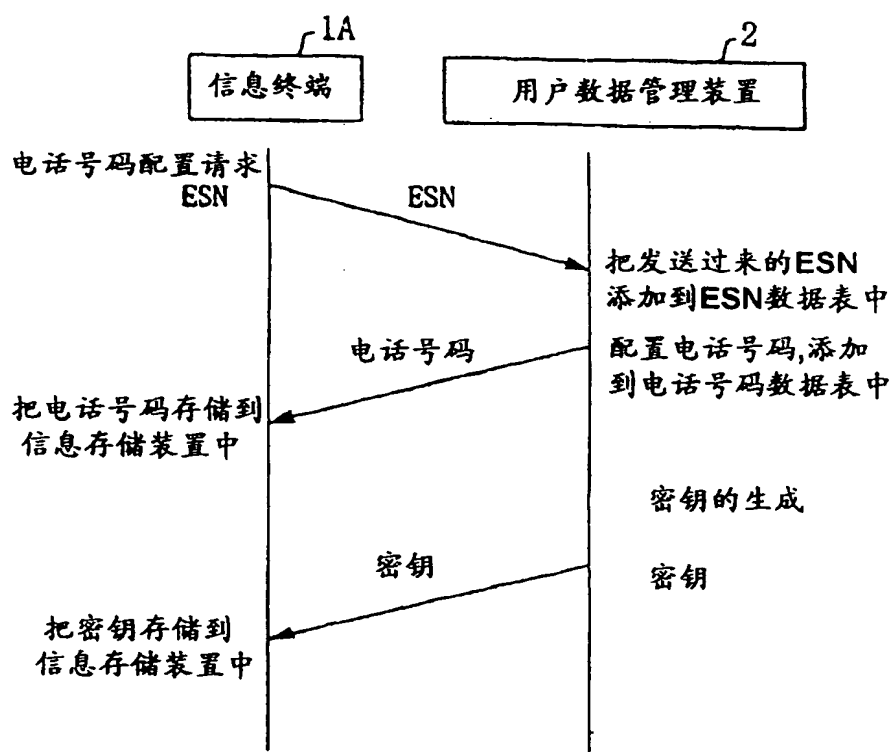 1A
2
信息终端
用户数据管理装置
电话号码配置请求
ESN
ESN
把发送过来的ESN
添加到ESN数据表中
电话号码
配置电话号码,添加
到电话号码数据表中
把电话号码存储到
信息存储装置中
密钥的生成
密钥
密钥
把密钥存储到
信息存储装置中